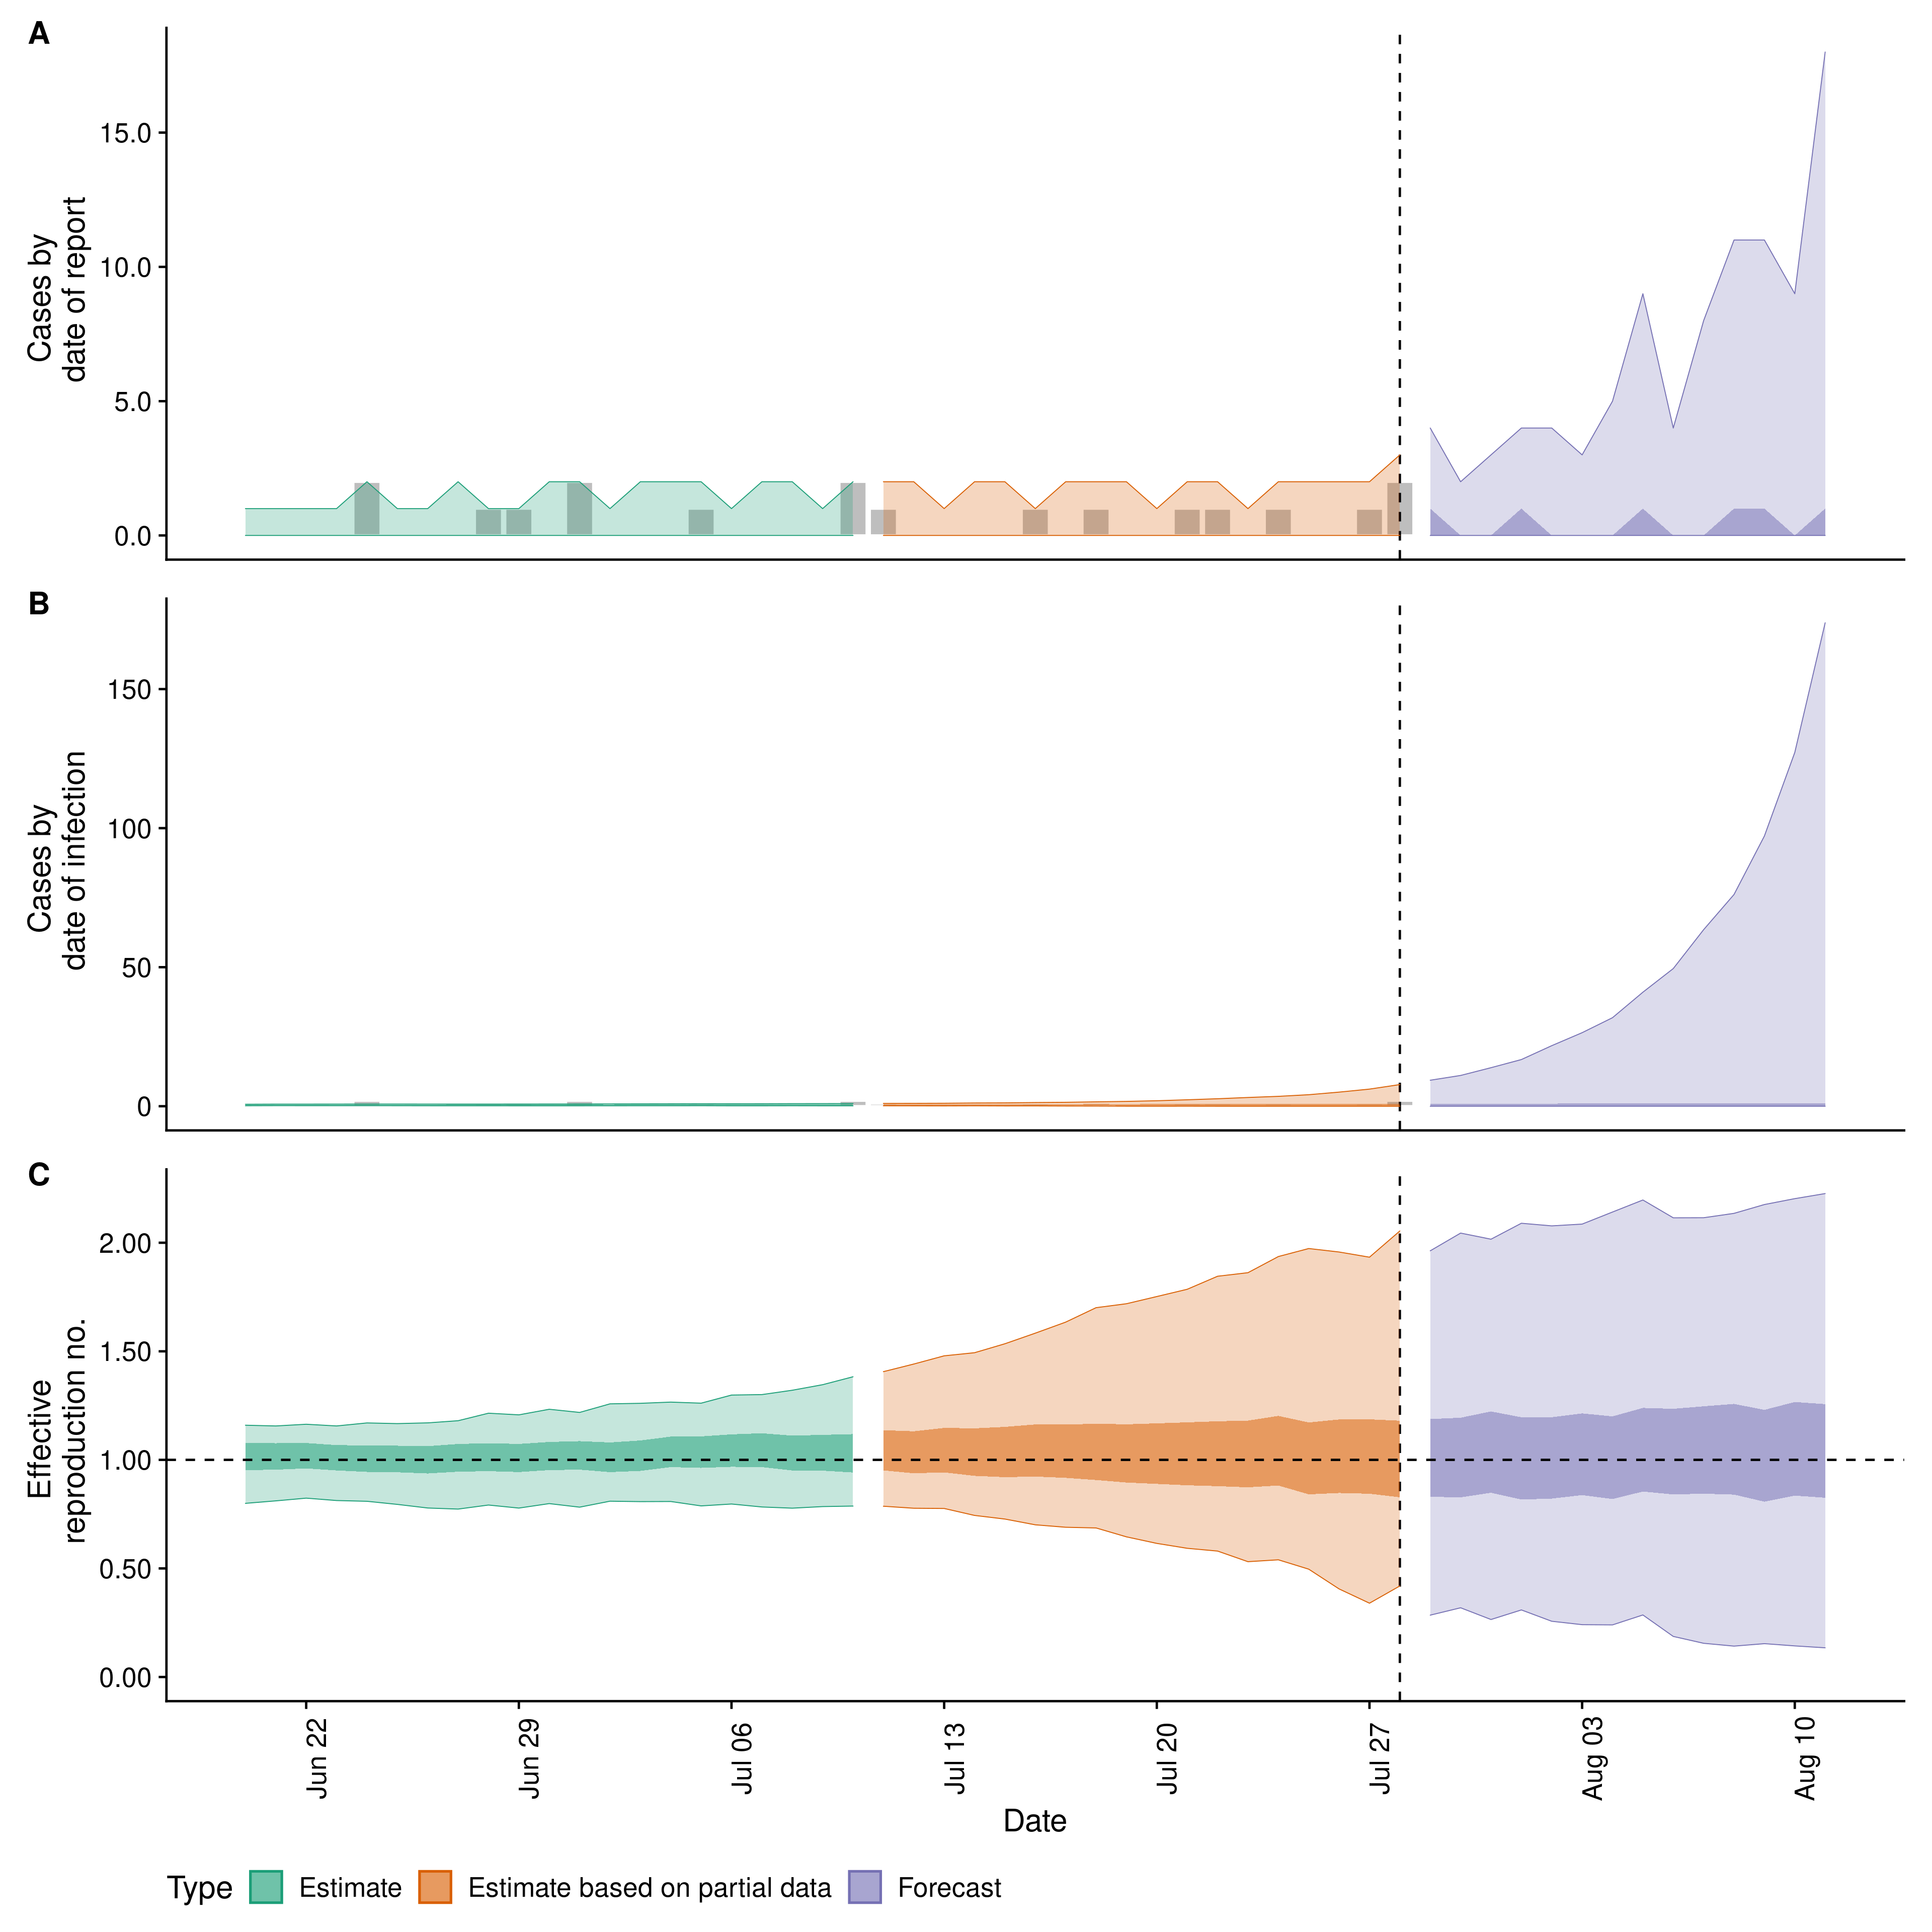 A
Cases by
date of report
15.0
10.0
5.0
0.0
B
Cases by
date of infection
150
100
50
0
C
Effective
reproduction no.
2.00
1.50
1.00
0.50
0.00
Jun 22
Jun 29
Jul 06
Jul 13
Jul 20
Jul 27
Aug 03
Aug 10
Date
Type Estimate Estimate based on partial data Forecast